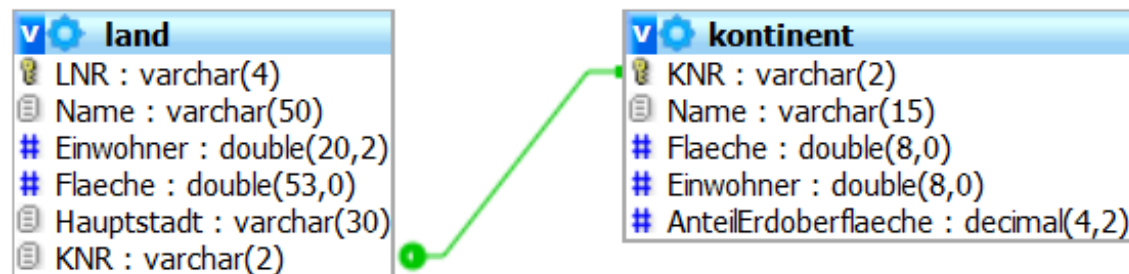 v land
LNR : varchar(4)
Name : varchar(50)
# Einwohner : double(20,2)
# Flaeche : double(53,0)
Hauptstadt : varchar(30)
KNR : varchar(2)
v kontinent
KNR : varchar(2)
Name : varchar(15)
# Flaeche : double(8,0)
# Einwohner : double(8,0)
# AnteilErdoberflaeche : decimal(4,2)